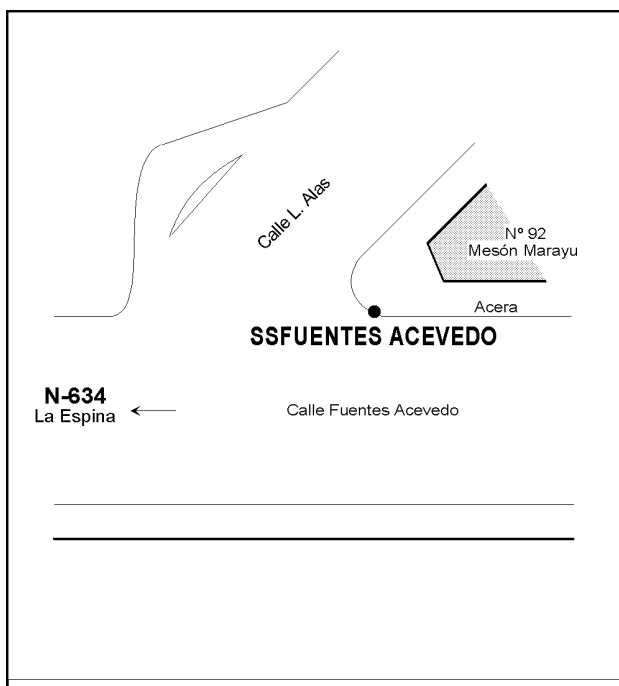 Calle L. Alas
Nº 92
Mesón Marayu
Acera
SSFUENTES ACEVEDO
N-634
La Espina
Calle Fuentes Acevedo